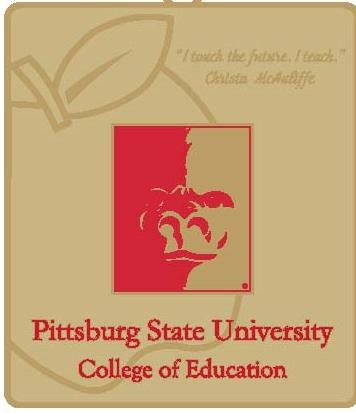 "I touch the future. I teach."
Christa McAuliffe
Pittsburg State University
College of Education